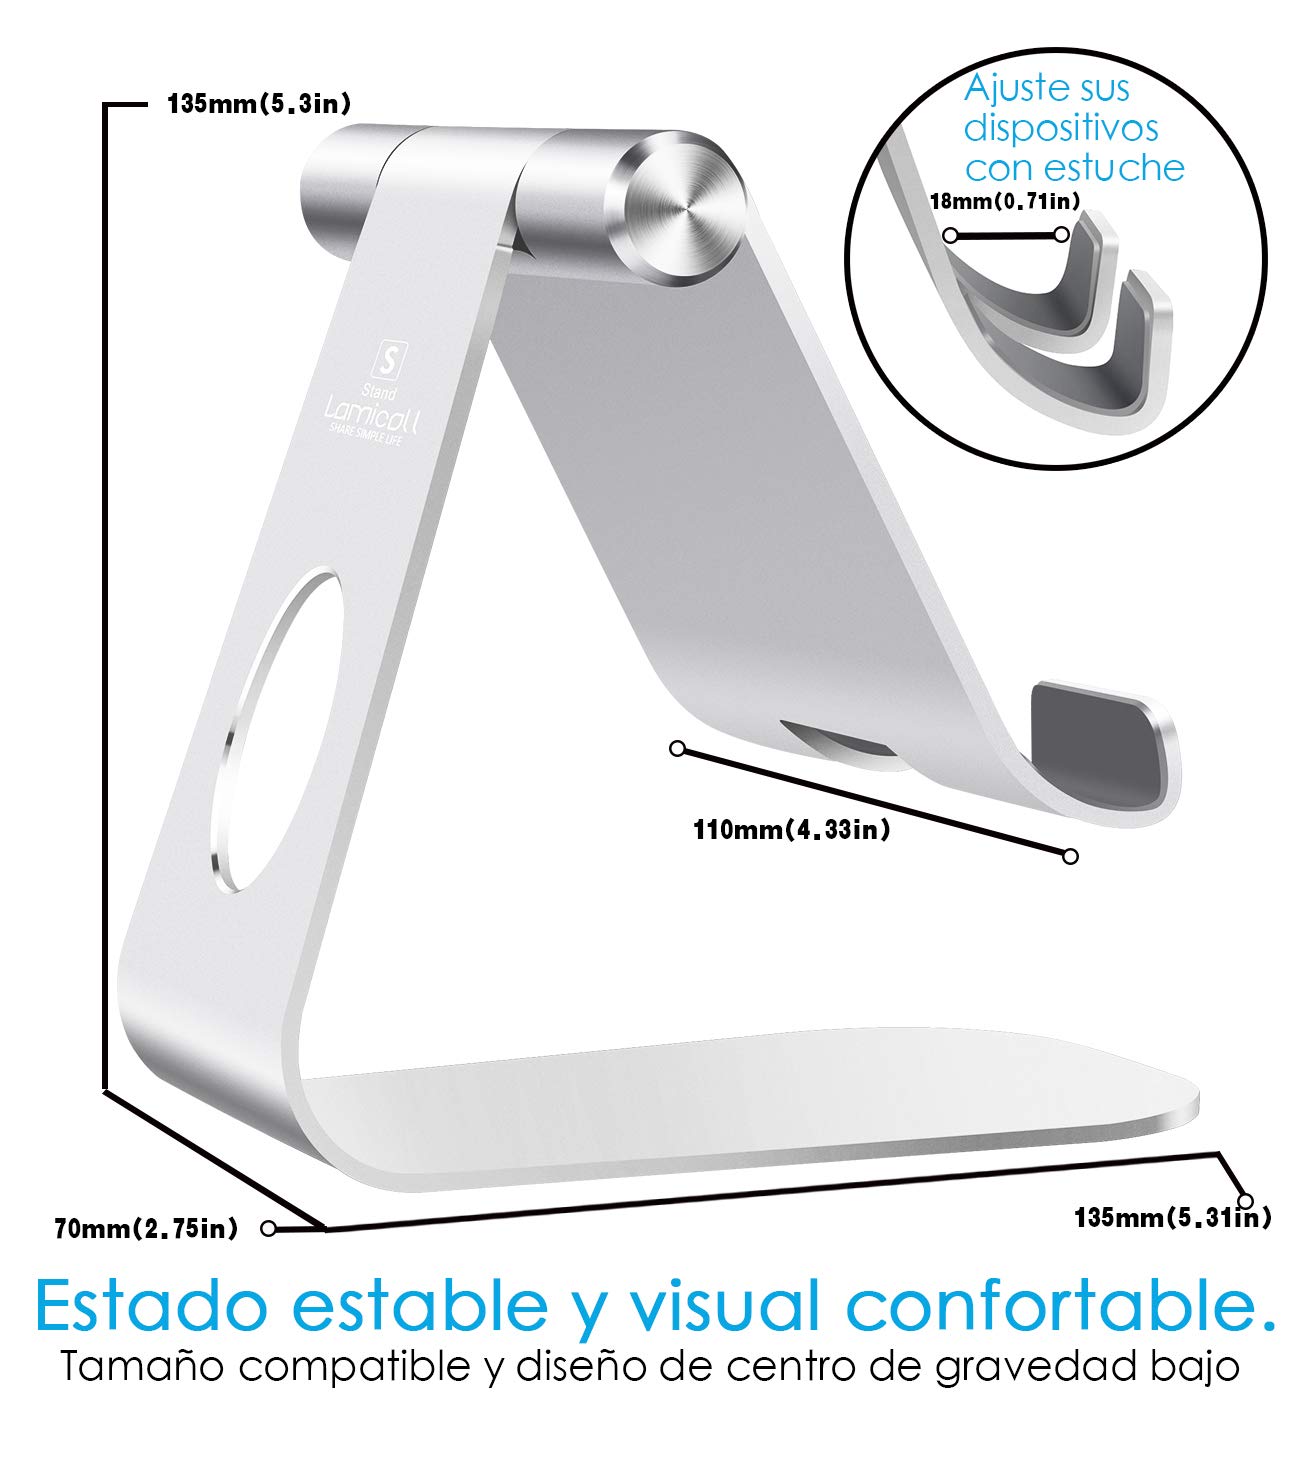 135mm(5.3in)
Ajuste sus
dispositivos
con estuche
18mm(0.71in)
S
Stand
Lamicall
SHARE SIMPLE LIFE
110mm(4.33in)
70mm(2.75in)
135mm(5.31in)
Estado estable y visual confortable.
Tamaño compatible y diseño de centro de gravedad bajo